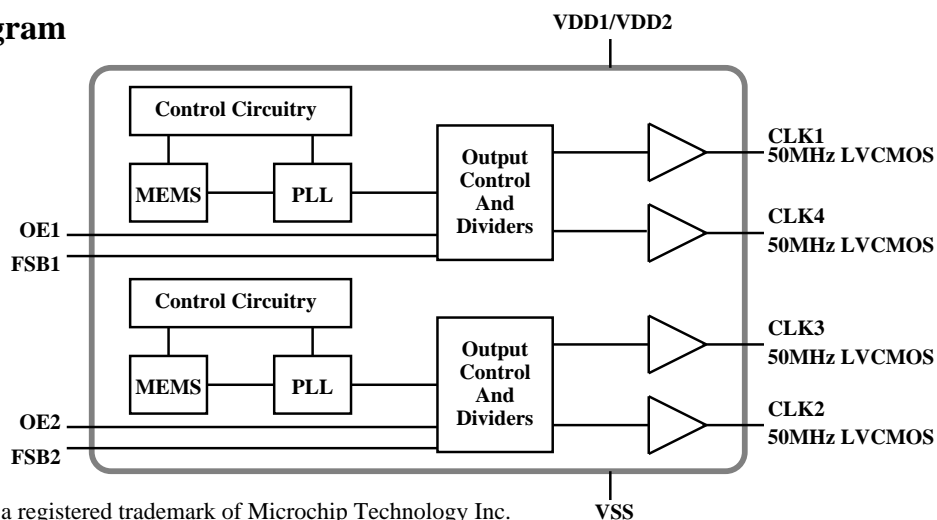 gram
VDD1/VDD2
Control Circuitry
MEMS
PLL
Output
Control
And
Dividers
CLK1
50MHz LVCMOS
CLK4
50MHz LVCMOS
OE1
FSB1
Control Circuitry
MEMS
PLL
Output
Control
And
Dividers
CLK3
50MHz LVCMOS
CLK2
50MHz LVCMOS
OE2
FSB2
VSS
a registered trademark of Microchip Technology Inc.